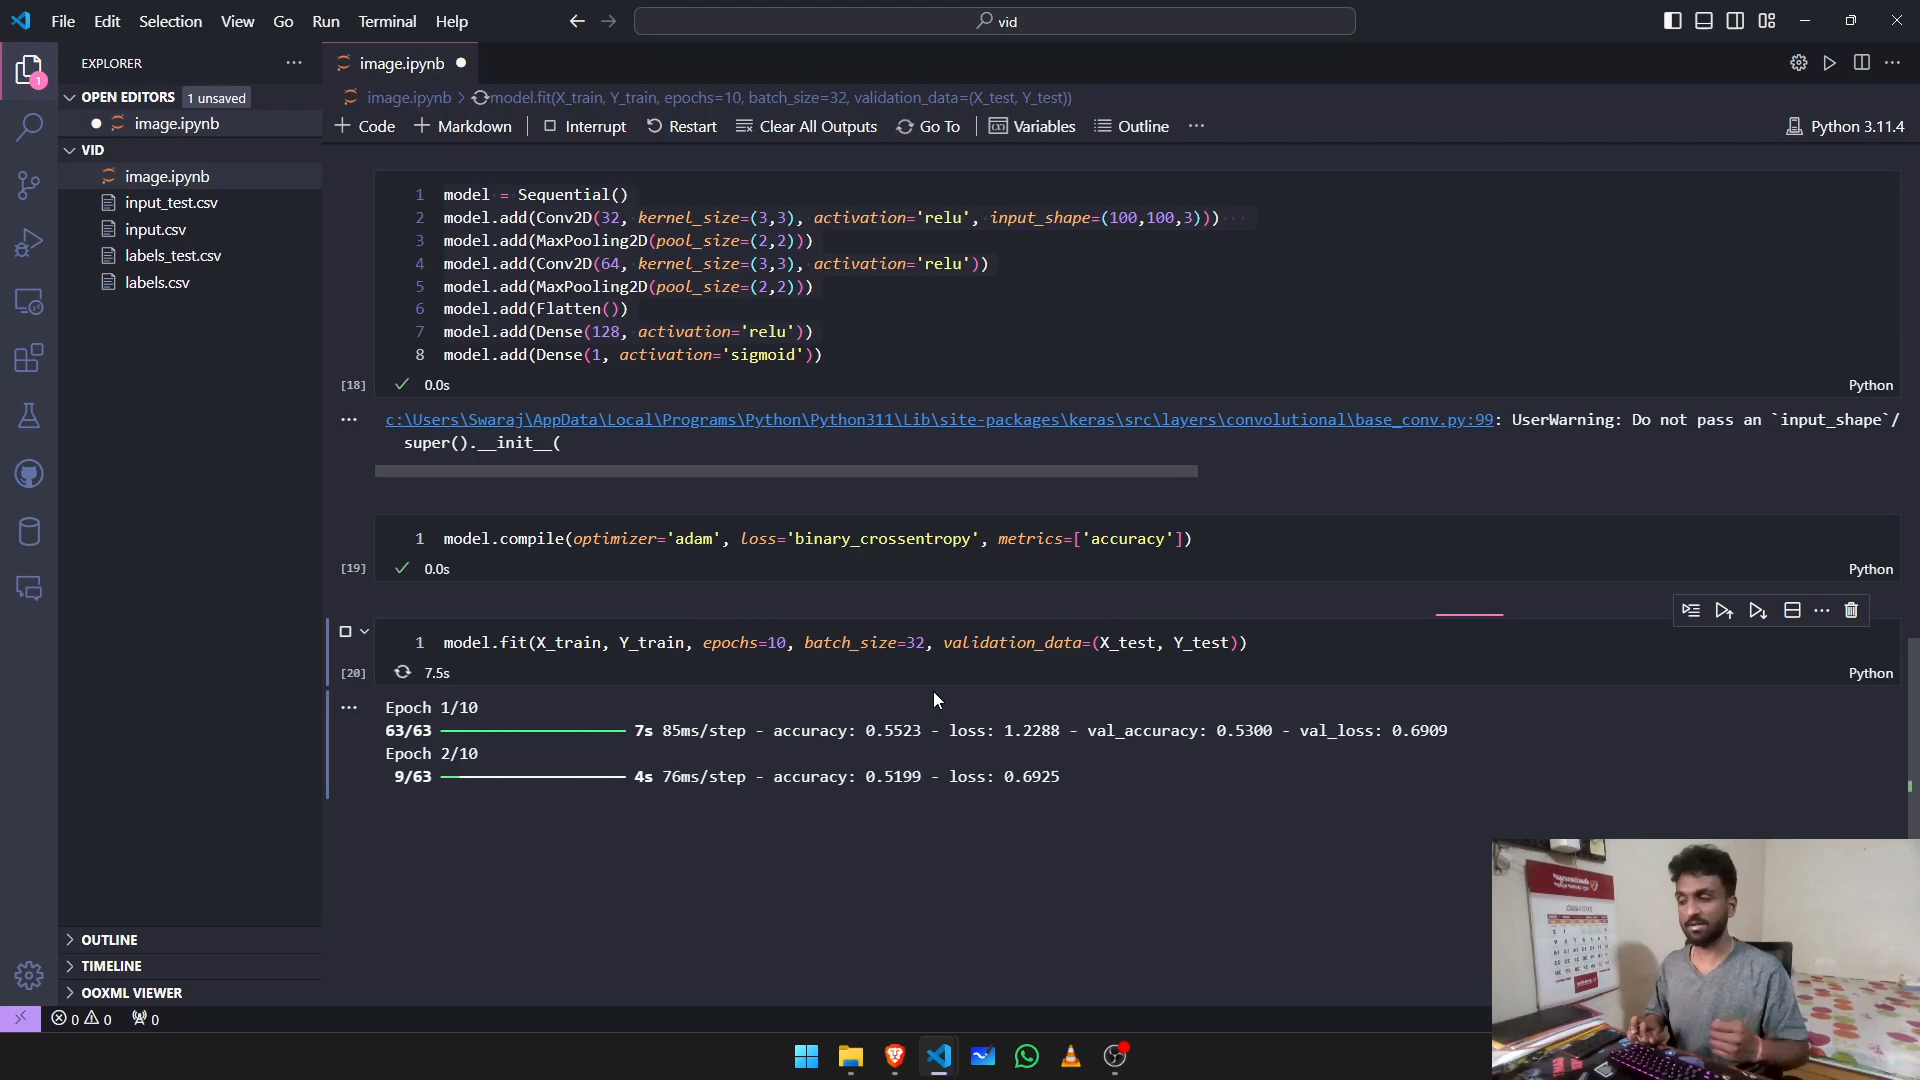 File Edit Selection View Go Run Terminal Help
vid
EXPLORER
OPEN EDITORS 1 unsaved
image.ipynb
VID
image.ipynb
input_test.csv
input.csv
labels_test.csv
labels.csv
OUTLINE
TIMELINE
OOXML VIEWER
1
image.ipynb
image.ipynb > model.fit(X_train, Y_train, epochs=10, batch_size=32, validation_data=(X_test, Y_test))
+ Code + Markdown Interrupt Restart Clear All Outputs Go To Variables Outline ... Python 3.11.4
1 model = Sequential()
2 model.add(Conv2D(32, kernel_size=(3,3), activation='relu', input_shape=(100,100,3)))
3 model.add(MaxPooling2D(pool_size=(2,2)))
4 model.add(Conv2D(64, kernel_size=(3,3), activation='relu'))
5 model.add(MaxPooling2D(pool_size=(2,2)))
6 model.add(Flatten())
7 model.add(Dense(128, activation='relu'))
8 model.add(Dense(1, activation='sigmoid'))
[18] 0.0s Python
c:\Users\Swaraj\AppData\Local\Programs\Python\Python311\Lib\site-packages\keras\src\layers\convolutional\base_conv.py:99: UserWarning: Do not pass an `input_shape`/
super().__init__(
1 model.compile(optimizer='adam', loss='binary_crossentropy', metrics=['accuracy'])
[19] 0.0s Python
1 model.fit(X_train, Y_train, epochs=10, batch_size=32, validation_data=(X_test, Y_test))
[20] 7.5s Python
Epoch 1/10
63/63 7s 85ms/step - accuracy: 0.5523 - loss: 1.2288 - val_accuracy: 0.5300 - val_loss: 0.6909
Epoch 2/10
9/63 4s 76ms/step - accuracy: 0.5199 - loss: 0.6925
0 0 0